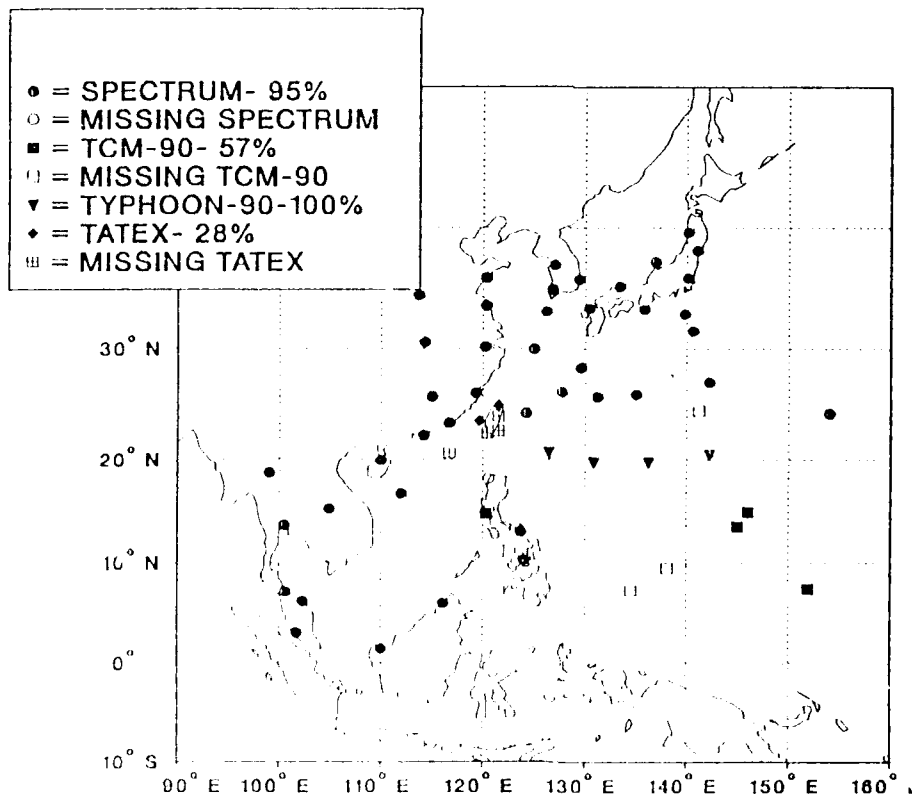 ● = SPECTRUM- 95%
○ = MISSING SPECTRUM
■ = TCM-90- 57%
□ = MISSING TCM-90
▼ = TYPHOON-90-100%
◆ = TATEX- 28%
⊞ = MISSING TATEX
30° N
20° N
10° N
0°
10° S
90° E 100° E 110° E 120° E 130° E 140° E 150° E 160°